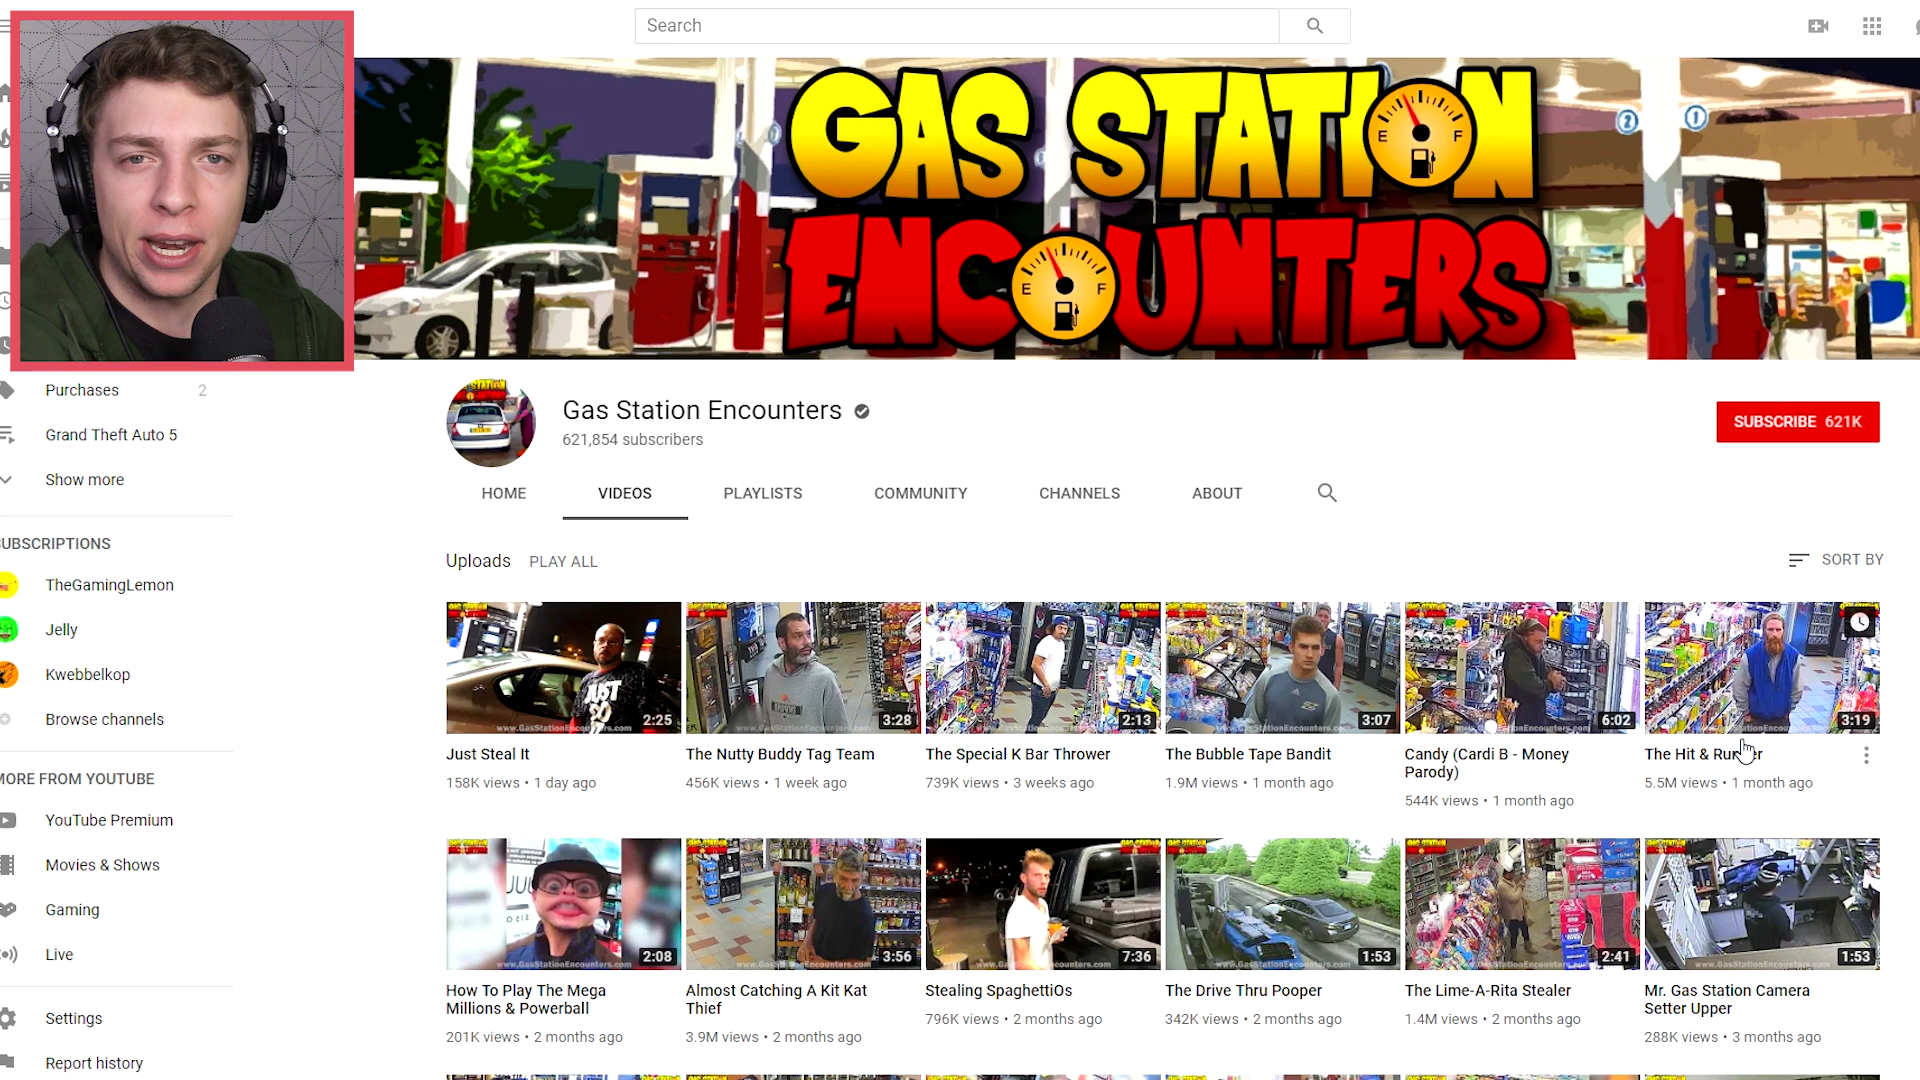 Search
GAS STATION
ENCOUNTERS
Gas Station Encounters
621,854 subscribers
SUBSCRIBE 621K
HOME VIDEOS PLAYLISTS COMMUNITY CHANNELS ABOUT
Purchases 2
Grand Theft Auto 5
Show more
SUBSCRIPTIONS
TheGamingLemon
Jelly
Kwebbelkop
Browse channels
MORE FROM YOUTUBE
YouTube Premium
Movies & Shows
Gaming
Live
Settings
Report history
Uploads PLAY ALL
SORT BY
2:25
3:28
2:13
3:07
6:02
3:19
Just Steal It
158K views • 1 day ago
The Nutty Buddy Tag Team
456K views • 1 week ago
The Special K Bar Thrower
739K views • 3 weeks ago
The Bubble Tape Bandit
1.9M views • 1 month ago
Candy (Cardi B - Money
Parody)
544K views • 1 month ago
The Hit & Runner
5.5M views • 1 month ago
2:08
3:56
7:36
1:53
2:41
1:53
How To Play The Mega
Millions & Powerball
201K views • 2 months ago
Almost Catching A Kit Kat
Thief
3.9M views • 2 months ago
Stealing SpaghettiOs
796K views • 2 months ago
The Drive Thru Pooper
342K views • 2 months ago
The Lime-A-Rita Stealer
1.4M views • 2 months ago
Mr. Gas Station Camera
Setter Upper
288K views • 3 months ago